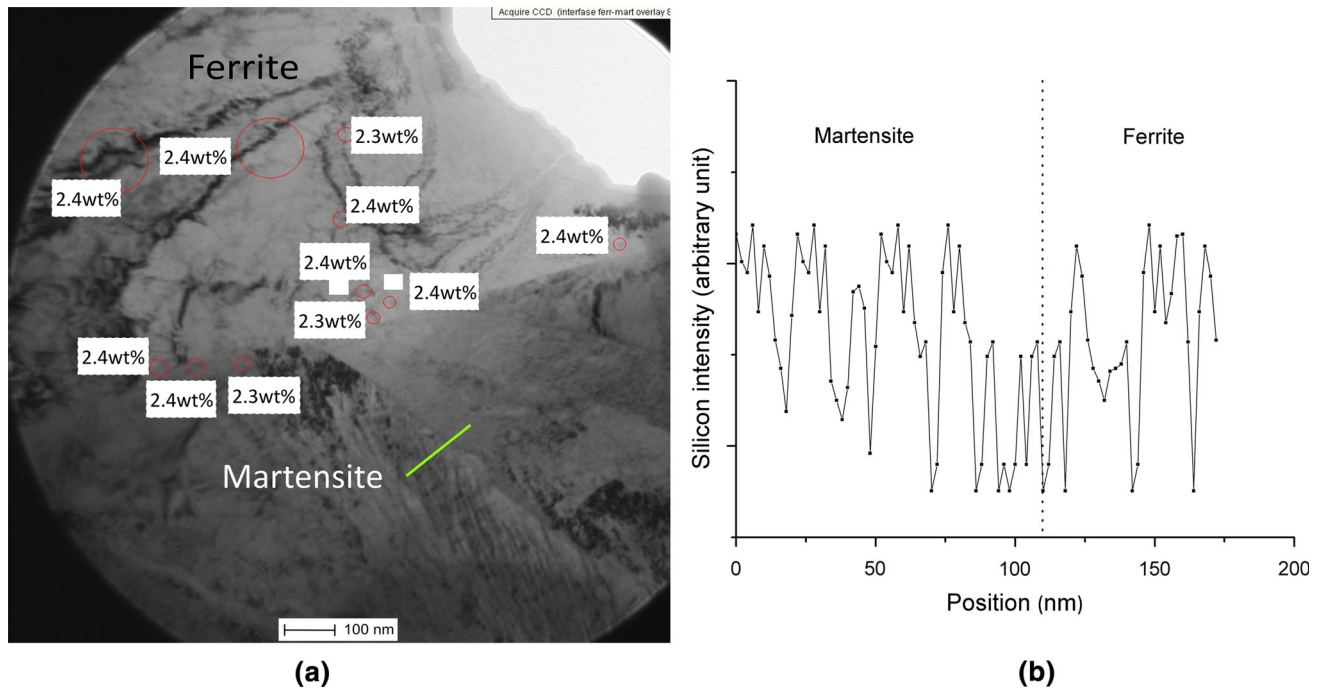 Acquire CCD (interfase ferr-mart overlay 8
Ferrite
2.3wt%
2.4wt%
2.4wt%
2.4wt%
2.4wt%
2.4wt%
2.4wt%
2.3wt%
2.4wt%
2.4wt%
2.3wt%
Martensite
100 nm
(a)
Martensite
Ferrite
Silicon intensity (arbitrary unit)
0
50
100
150
200
Position (nm)
(b)